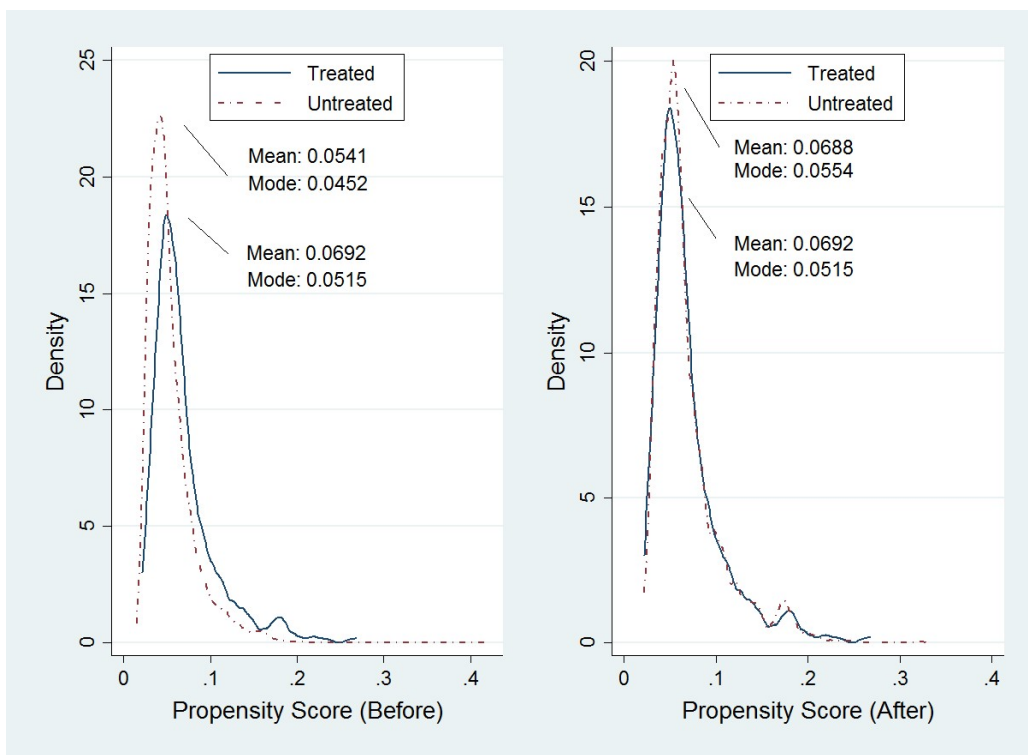 Treated
Untreated
Mean: 0.0541
Mode: 0.0452
Mean: 0.0692
Mode: 0.0515
Density
0
5
10
15
20
25
0
.1
.2
.3
.4
Propensity Score (Before)
Treated
Untreated
Mean: 0.0688
Mode: 0.0554
Mean: 0.0692
Mode: 0.0515
Density
0
5
10
15
20
0
.1
.2
.3
.4
Propensity Score (After)